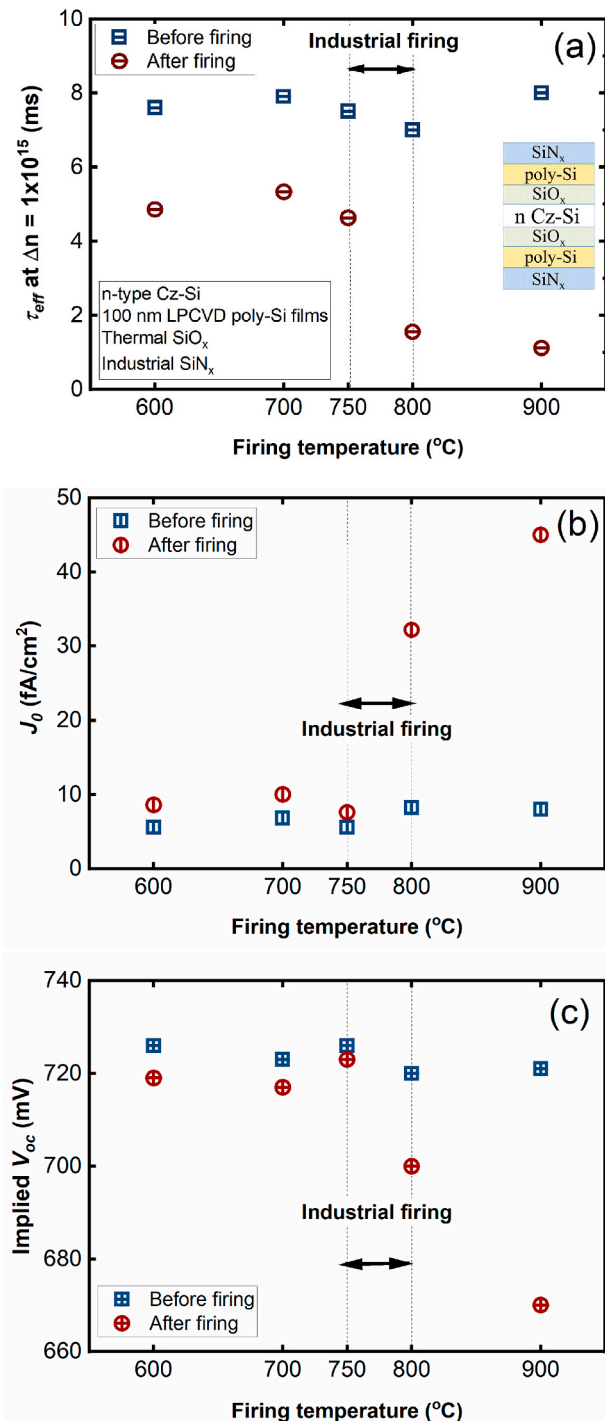 (a)
Before firing
After firing
Industrial firing
10
8
6
4
2
0
τeff at Δn = 1x10¹⁵ (ms)
SiNₓ
poly-Si
SiOₓ
n Cz-Si
SiOₓ
poly-Si
SiNₓ
n-type Cz-Si
100 nm LPCVD poly-Si films
Thermal SiOₓ
Industrial SiNₓ
600 700 750 800 900
Firing temperature (°C)
(b)
Before firing
After firing
50
40
30
20
10
0
J₀ (fA/cm²)
Industrial firing
600 700 750 800 900
Firing temperature (°C)
(c)
740
720
700
680
660
Implied Voc (mV)
Industrial firing
Before firing
After firing
600 700 750 800 900
Firing temperature (°C)